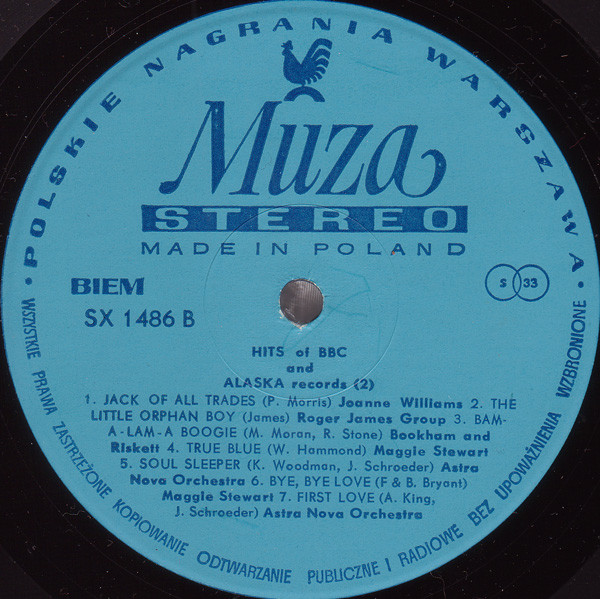 • POLSKIE NAGRANIA WARSZAWA •
Muza
STEREO
MADE IN POLAND
BIEM
SX 1486 B
S 33
HITS of BBC
and
ALASKA records (2)
1. JACK OF ALL TRADES (P. Morris) Joanne Williams 2. THE
LITTLE ORPHAN BOY (James) Roger James Group 3. BAM-
A-LAM-A BOOGIE (M. Moran, R. Stone) Bookham and
Riskett 4. TRUE BLUE (W. Hammond) Maggie Stewart
5. SOUL SLEEPER (K. Woodman, J. Schroeder) Astra
Nova Orchestra 6. BYE, BYE LOVE (F & B. Bryant)
Maggie Stewart 7. FIRST LOVE (A. King,
J. Schroeder) Astra Nova Orchestra
WSZYSTKIE PRAWA ZASTRZEŻONE KOPIOWANIE ODTWARZANIE PUBLICZNE I RADIOWE BEZ UPOWAŻNIENIA WZBRONIONE